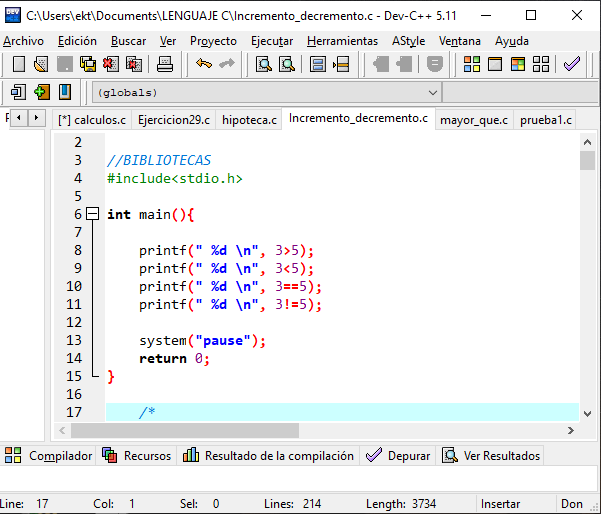 C:\Users\ekt\Documents\LENGUAJE C\Incremento_decremento.c - Dev-C++ 5.11
Archivo Edición Buscar Ver Proyecto Ejecutar Herramientas AStyle Ventana Ayuda
(globals)
[*] calculos.c Ejercicion29.c hipoteca.c Incremento_decremento.c mayor_que.c prueba1.c
2
3 //BIBLIOTECAS
4 #include<stdio.h>
5
6 int main(){
7
8 printf(" %d \n", 3>5);
9 printf(" %d \n", 3<5);
10 printf(" %d \n", 3==5);
11 printf(" %d \n", 3!=5);
12
13 system("pause");
14 return 0;
15 }
16
17 /*
Compilador Recursos Resultado de la compilación Depurar Ver Resultados
Line: 17 Col: 1 Sel: 0 Lines: 214 Length: 3734 Insertar Don